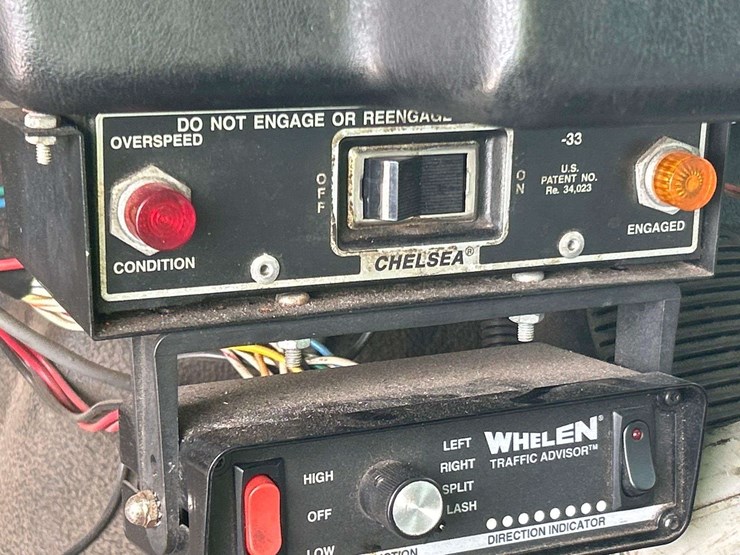 DO NOT ENGAGE OR REENGAGE
OVERSPEED
CONDITION
OFF
ON
CHELSEA®
-33
U.S.
PATENT NO.
Re. 34,023
ENGAGED
WHELEN®
TRAFFIC ADVISOR™
HIGH
OFF
LOW
LEFT
RIGHT
SPLIT
DIRECTION INDICATOR